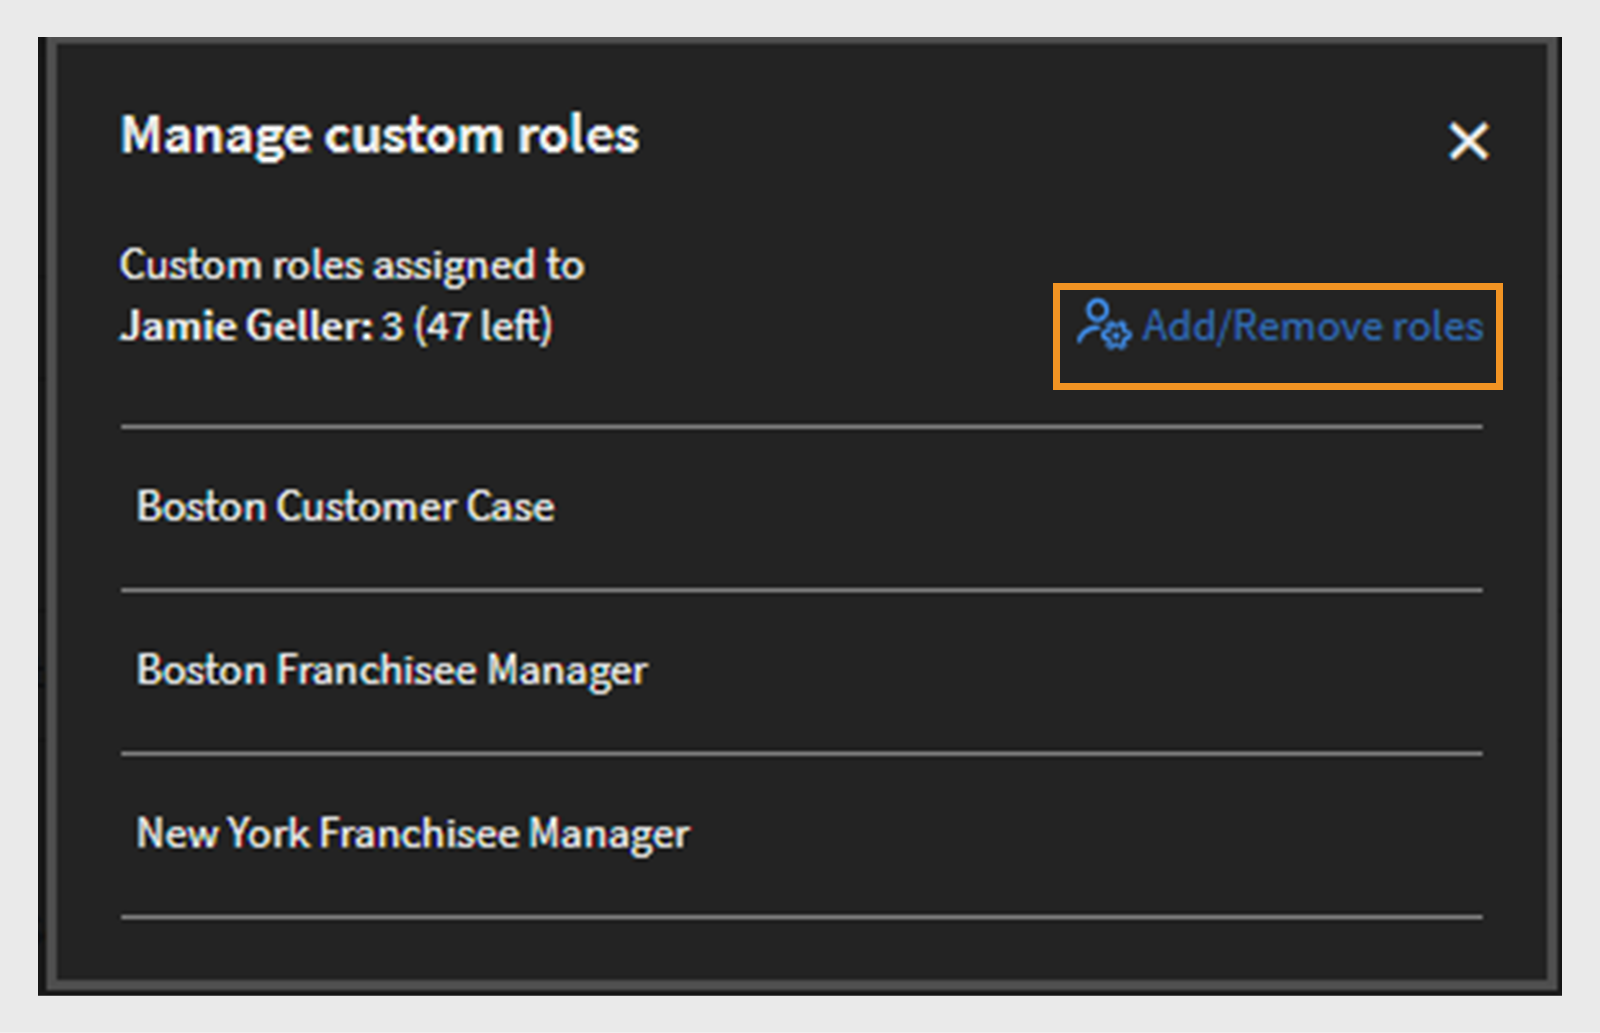 Manage custom roles
Custom roles assigned to
Jamie Geller: 3 (47 left)
Add/Remove roles
Boston Customer Case
Boston Franchisee Manager
New York Franchisee Manager